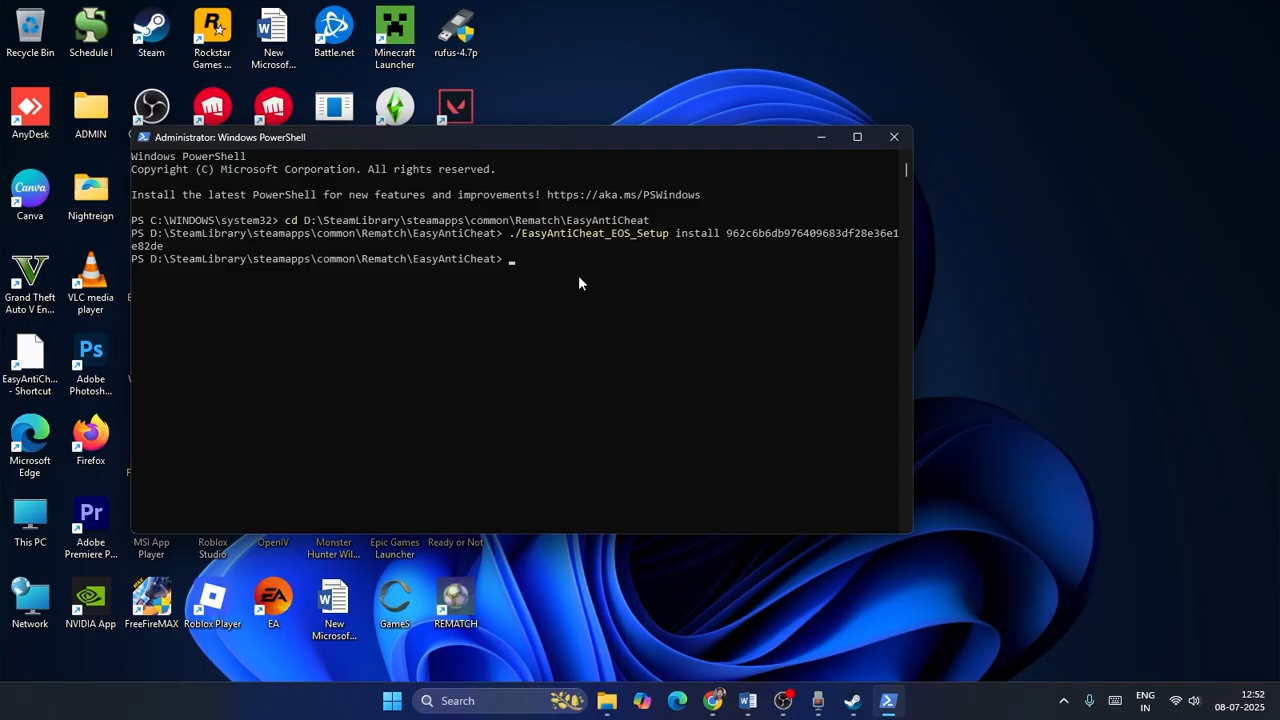 Recycle Bin
Schedule I
Steam
Rockstar
Games ...
New
Microsof...
Battle.net
Minecraft
Launcher
rufus-4.7p
AnyDesk
ADMIN
Administrator: Windows PowerShell
Windows PowerShell
Copyright (C) Microsoft Corporation. All rights reserved.
Install the latest PowerShell for new features and improvements! https://aka.ms/PSWindows
PS C:\WINDOWS\system32> cd D:\SteamLibrary\steamapps\common\Rematch\EasyAntiCheat
PS D:\SteamLibrary\steamapps\common\Rematch\EasyAntiCheat> ./EasyAntiCheat_EOS_Setup install 962c6b6db976409683df28e36e1
e82de
PS D:\SteamLibrary\steamapps\common\Rematch\EasyAntiCheat>
Canva
Canva
Nightreign
Grand Theft
Auto V En...
VLC media
player
EasyAntiCh...
- Shortcut
Ps
Adobe
Photosh...
Microsoft
Edge
Firefox
This PC
Pr
Adobe
Premiere P...
MSI App
Player
Roblox
Studio
OpenIV
Monster
Hunter Wil...
Epic Games
Launcher
Ready or Not
Network
NVIDIA App
FreeFireMAX
Roblox Player
EA
EA
New
Microsof...
GameS
REMATCH
Search
ENG
IN
12:52
08-07-2025